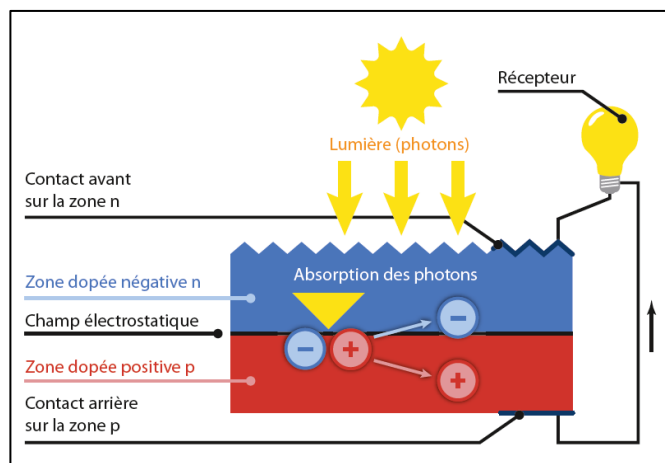 Récepteur
Lumière (photons)
Contact avant
sur la zone n
Absorption des photons
Zone dopée négative n
Champ électrostatique
Zone dopée positive p
Contact arrière
sur la zone p